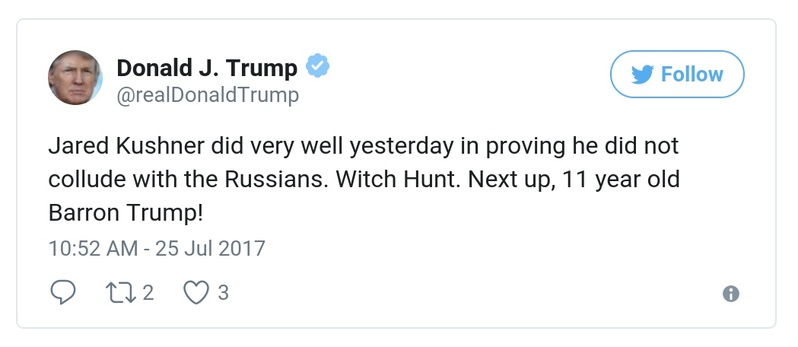 Donald J. Trump
@realDonaldTrump
Follow
Jared Kushner did very well yesterday in proving he did not
collude with the Russians. Witch Hunt. Next up, 11 year old
Barron Trump!
10:52 AM - 25 Jul 2017
2
3